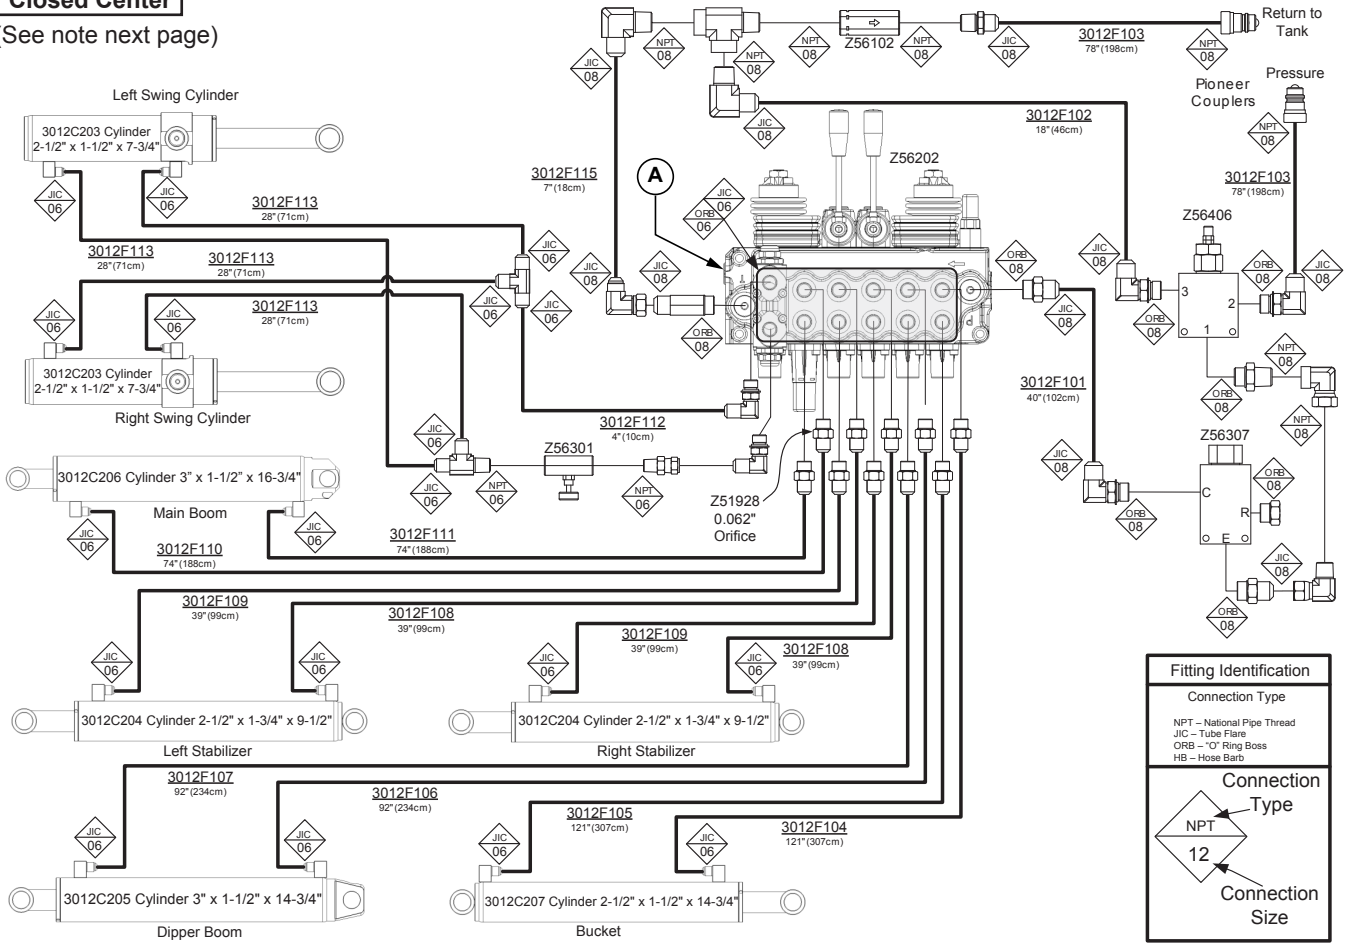 Closed Center
(See note next page)
Left Swing Cylinder
3012C203 Cylinder
2-1/2" x 1-1/2" x 7-3/4"
JIC
06
JIC
06
3012F113
28"(71cm)
3012F113
28"(71cm)
3012F113
28"(71cm)
3012F113
28"(71cm)
JIC
06
JIC
06
JIC
06
JIC
06
JIC
06
3012C203 Cylinder
2-1/2" x 1-1/2" x 7-3/4"
Right Swing Cylinder
JIC
06
JIC
06
NPT
06
Z56301
NPT
06
3012F112
4"(10cm)
3012C206 Cylinder 3" x 1-1/2" x 16-3/4"
Main Boom
JIC
06
JIC
06
3012F110
74"(188cm)
3012F111
74"(188cm)
Z51928
0.062"
Orifice
3012F109
39"(99cm)
3012F108
39"(99cm)
3012F109
39"(99cm)
3012F108
39"(99cm)
JIC
06
JIC
06
JIC
06
JIC
06
3012C204 Cylinder 2-1/2" x 1-3/4" x 9-1/2"
Left Stabilizer
3012C204 Cylinder 2-1/2" x 1-3/4" x 9-1/2"
Right Stabilizer
3012F107
92"(234cm)
3012F106
92"(234cm)
3012F105
121"(307cm)
3012F104
121"(307cm)
JIC
06
JIC
06
JIC
06
JIC
06
3012C205 Cylinder 3" x 1-1/2" x 14-3/4"
Dipper Boom
3012C207 Cylinder 2-1/2" x 1-1/2" x 14-3/4"
Bucket
JIC
08
NPT
08
NPT
08
NPT
08
Z56102
NPT
08
JIC
08
3012F103
78"(198cm)
NPT
08
Return to
Tank
Pioneer
Couplers
Pressure
NPT
08
JIC
08
3012F102
18"(46cm)
3012F103
78"(198cm)
3012F115
7"(18cm)
A
JIC
06
ORB
06
Z56202
T
P
JIC
08
JIC
08
ORB
08
ORB
08
JIC
08
3012F101
40"(102cm)
JIC
08
ORB
08
Z56406
3
2
1
ORB
08
JIC
08
ORB
08
NPT
08
NPT
08
Z56307
C
R
E
JIC
08
ORB
08
ORB
08
JIC
08
ORB
08
Fitting Identification
Connection Type
NPT – National Pipe Thread
JIC – Tube Flare
ORB – "O" Ring Boss
HB – Hose Barb
Connection
Type
NPT
12
Connection
Size